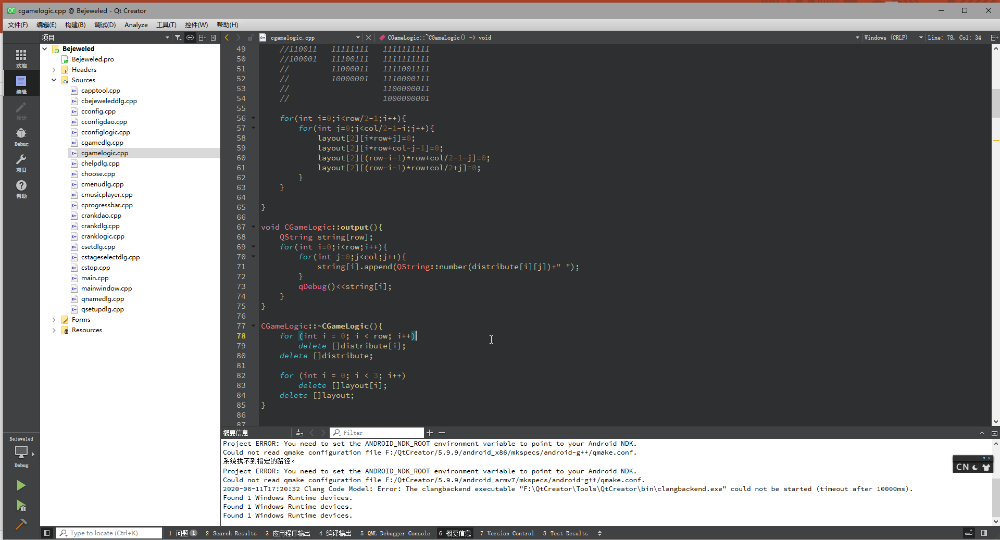 cgamelogic.cpp @ Bejeweled - Qt Creator
文件(F) 编辑(E) 构建(B) 调试(D) Analyze 工具(T) 控件(W) 帮助(H)
项目
cgamelogic.cpp
CGameLogic::~CGameLogic() -> void
Windows (CRLF)
Line: 78, Col: 34
欢迎
编辑
设计
Debug
项目
帮助
Bejeweled
Debug
Bejeweled
Bejeweled.pro
Headers
Sources
capptool.cpp
cbejeweleddlg.cpp
cconfig.cpp
cconfigdao.cpp
cconfiglogic.cpp
cgamedlg.cpp
cgamelogic.cpp
chelpdlg.cpp
choose.cpp
cmenudlg.cpp
cmusicplayer.cpp
cprogressbar.cpp
crankdao.cpp
crankdlg.cpp
cranklogic.cpp
csetdlg.cpp
cstageselectdlg.cpp
cstop.cpp
main.cpp
mainwindow.cpp
qnamedlg.cpp
qsetupdlg.cpp
Forms
Resources
49 //110011 11111111 1111111111
50 //100001 11100111 1111111111
51 // 11000011 1111001111
52 // 10000001 1110000111
53 // 1100000011
54 // 1000000001
55
56 for(int i=0;i<row/2-1;i++){
57 for(int j=0;j<col/2-1-i;j++){
58 layout[2][i*row+j]=0;
59 layout[2][i*row+col-j-1]=0;
60 layout[2][(row-i-1)*row+col/2-1-j]=0;
61 layout[2][(row-i-1)*row+col/2+j]=0;
62 }
63 }
64
65 }
66
67 void CGameLogic::output(){
68 QString string[row];
69 for(int i=0;i<row;i++){
70 for(int j=0;j<col;j++){
71 string[i].append(QString::number(distribute[i][j])+" ");
72 }
73 qDebug()<<string[i];
74 }
75 }
76
77 CGameLogic::~CGameLogic(){
78 for (int i = 0; i < row; i++)
79 delete []distribute[i];
80 delete []distribute;
81
82 for (int i = 0; i < 3; i++)
83 delete []layout[i];
84 delete []layout;
85 }
86
87
概要信息
Filter
Project ERROR: You need to set the ANDROID_NDK_ROOT environment variable to point to your Android NDK.
Could not read qmake configuration file F:/QtCreator/5.9.9/android_x86/mkspecs/android-g++/qmake.conf.
系统找不到指定的路径。
Project ERROR: You need to set the ANDROID_NDK_ROOT environment variable to point to your Android NDK.
Could not read qmake configuration file F:/QtCreator/5.9.9/android_armv7/mkspecs/android-g++/qmake.conf.
2020-06-11T17:20:32 Clang Code Model: Error: The clangbackend executable "F:\QtCreator\Tools\QtCreator\bin\clangbackend.exe" could not be started (timeout after 10000ms).
Found 1 Windows Runtime devices.
Found 1 Windows Runtime devices.
Found 1 Windows Runtime devices.
CN
Type to locate (Ctrl+K)
1 问题 1 2 Search Results 3 应用程序输出 4 编译输出 5 QML Debugger Console 6 概要信息 7 Version Control 8 Test Results